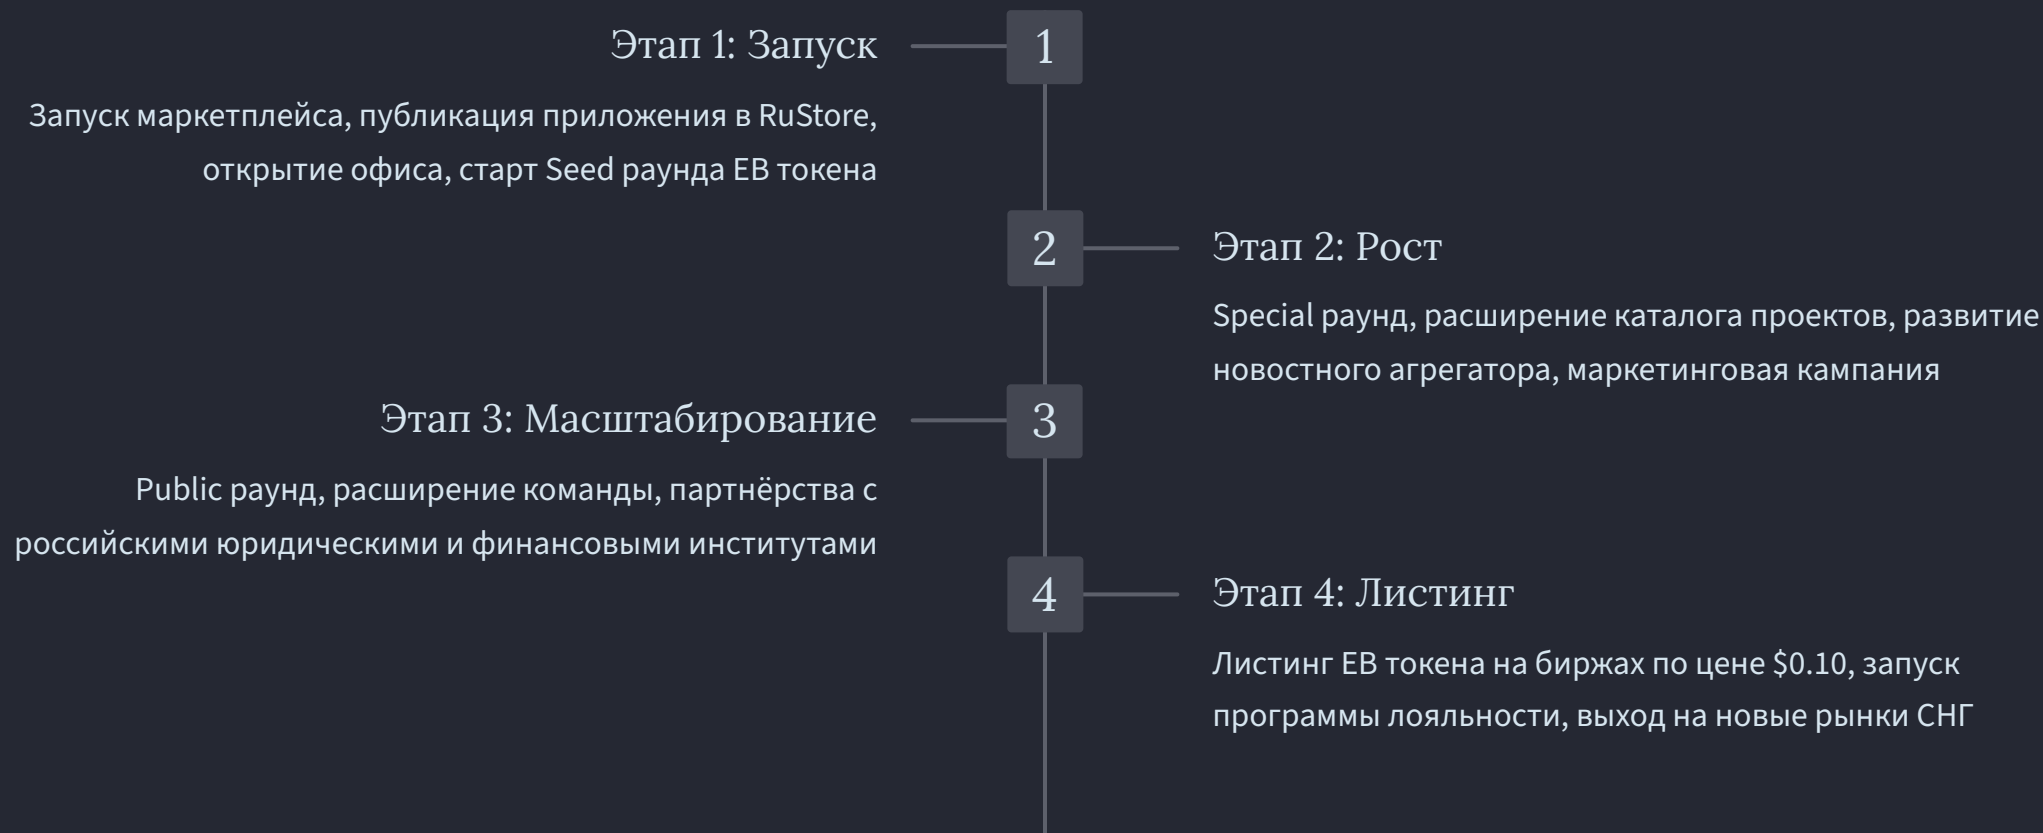 Этап 1: Запуск
1
Запуск маркетплейса, публикация приложения в RuStore,
открытие офиса, старт Seed раунда EB токена
2
Этап 2: Рост
Special раунд, расширение каталога проектов, развитие
новостного агрегатора, маркетинговая кампания
Этап 3: Масштабирование
3
Public раунд, расширение команды, партнёрства с
российскими юридическими и финансовыми институтами
4
Этап 4: Листинг
Листинг EB токена на биржах по цене $0.10, запуск
программы лояльности, выход на новые рынки СНГ